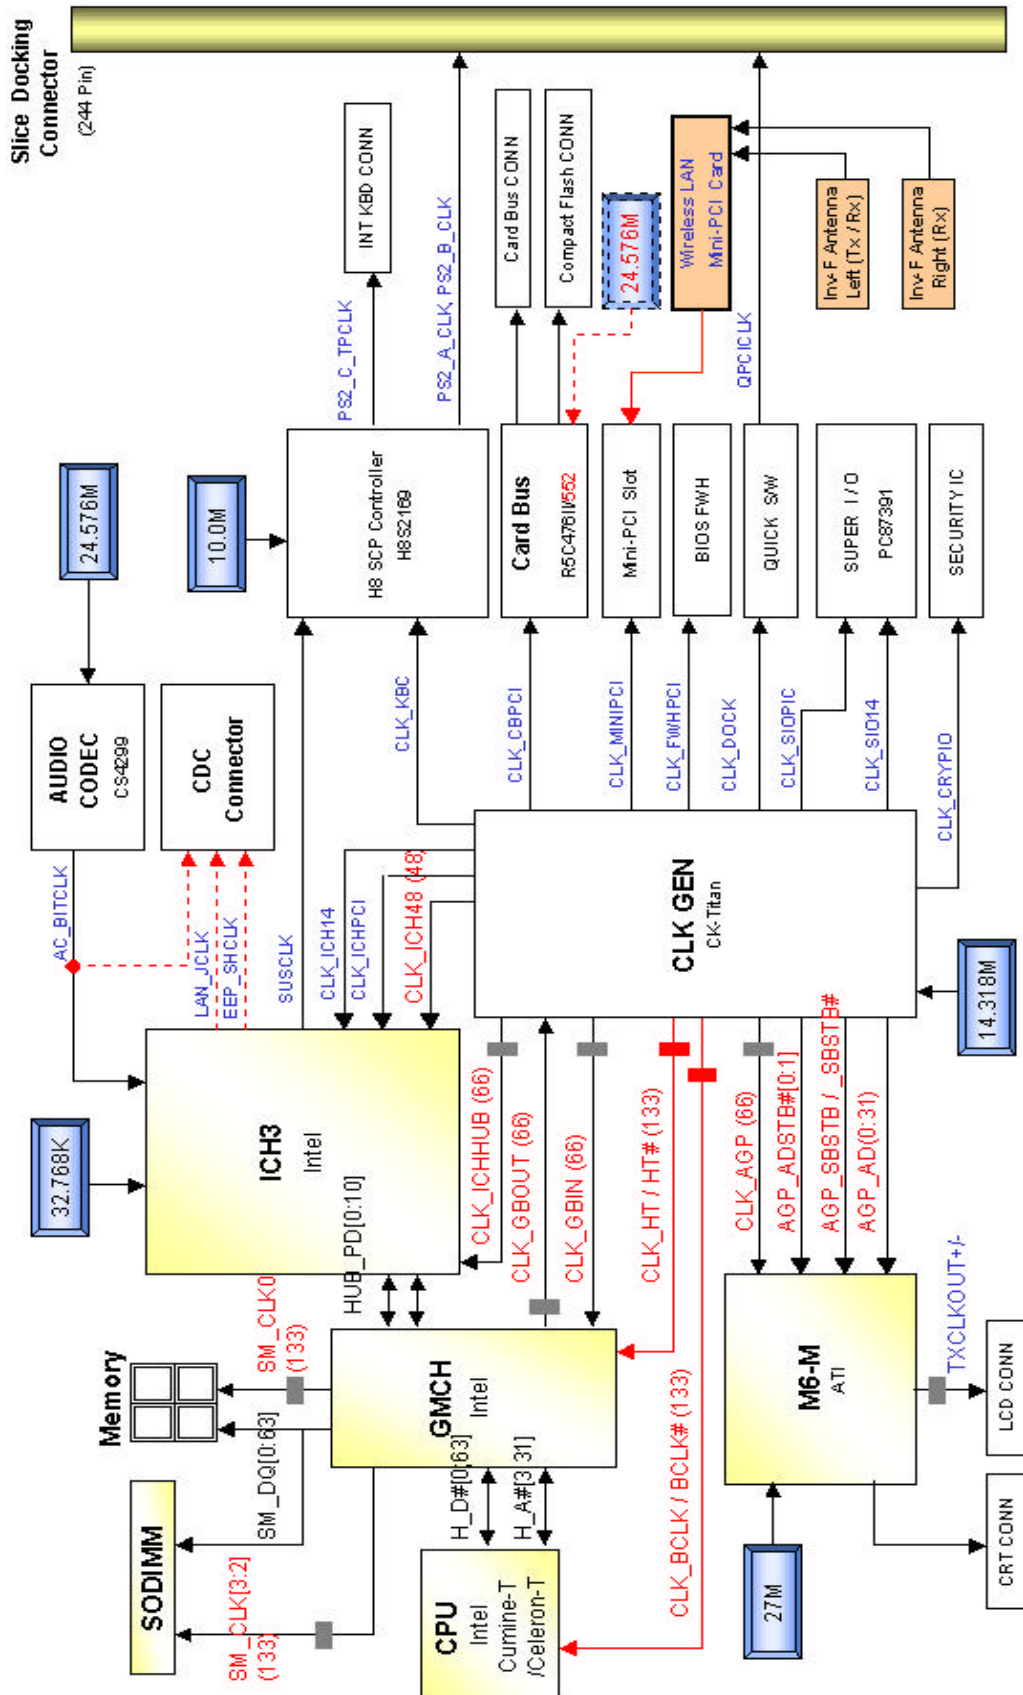 Slice Docking
Connector
(244 Pin)
INT KBD CONN
Card Bus CONN
Compact Flash CONN
24.576M
Wireless LAN
Mini-PCI Card
Inv-F Antenna
Left (Tx / Rx)
Inv-F Antenna
Right (Rx)
PS2_C_TPCLK
PS2_A_CLK, PS2_B_CLK
QPCICLK
24.576M
10.0M
H8 SCP Controller
H8S2169
Card Bus
R5C476II/552
Mini-PCI Slot
BIOS FWH
QUICK S/W
SUPER I / O
PC87391
SECURITY IC
AUDIO
CODEC
CS4299
CDC
Connector
CLK_KBC
CLK_CBPCI
CLK_MINIPCI
CLK_FWHPCI
CLK_DOCK
CLK_SIOPIC
CLK_SIO14
CLK_CRYPIO
AC_BITCLK
LAN_JCLK
EEP_SHCLK
SUSCLK
CLK_ICH14
CLK_ICHPCI
CLK_ICH48 (48)
CLK GEN
CK-Titan
14.318M
32.768K
ICH3
Intel
HUB_PD[0:10]
CLK_ICHHUB (66)
CLK_GBOUT (66)
CLK_GBIN (66)
CLK_HT / HT# (133)
CLK_AGP (66)
AGP_ADSTB#[0:1]
AGP_SBSTB / _SBSTB#
AGP_AD(0:31)
Memory
SM_CLK0
(133)
GMCH
Intel
M6-M
ATI
TXCLKOUT+/-
LCD CONN
CRT CONN
27M
SODIMM
SM_DQ[0:63]
SM_CLK[3:2]
(133)
H_D#[0;63]
H_A#[3:31]
CLK_BCLK / BCLK# (133)
CPU
Intel
Cumine-T
/Celeron-T